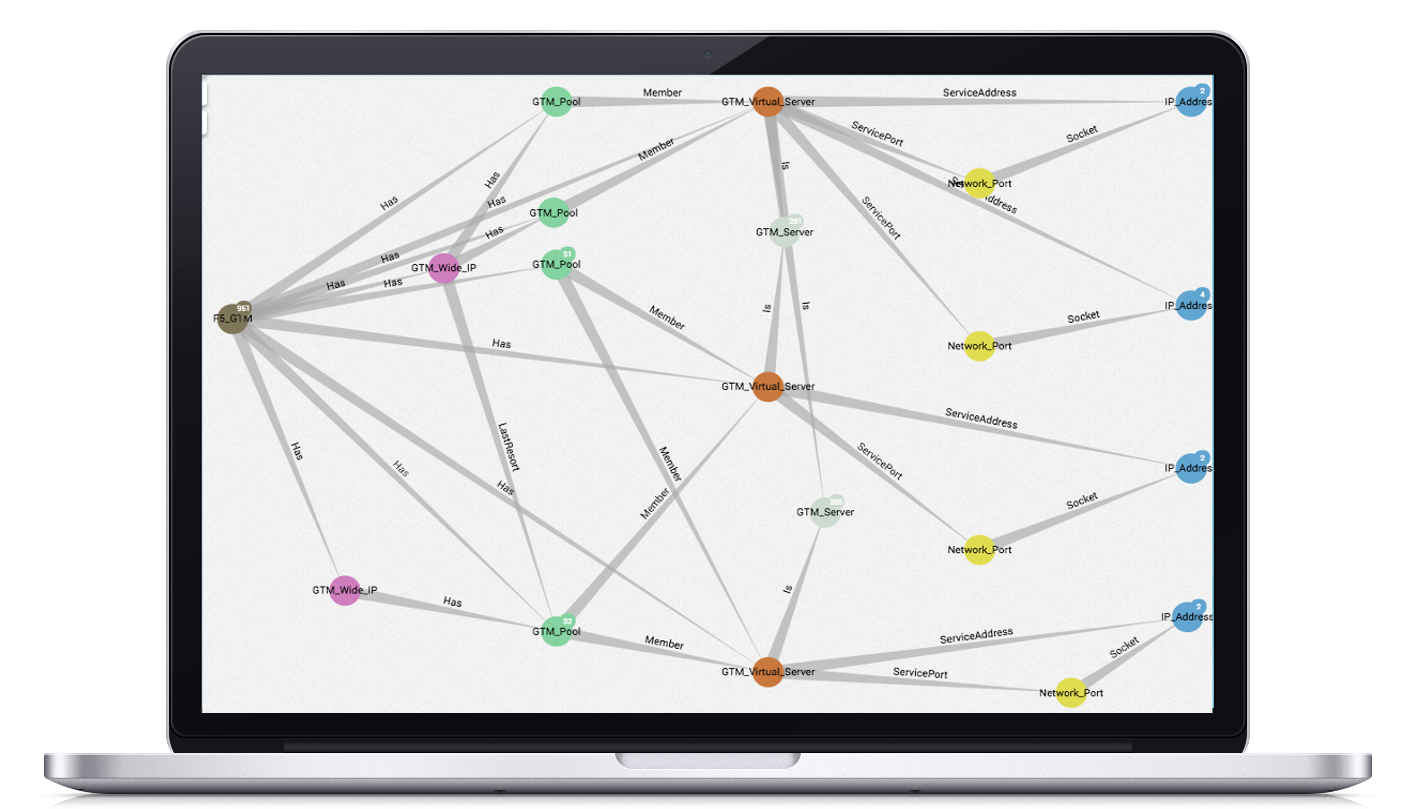 GTM_Pool
Member
GTM_Virtual_Server
ServiceAddress
2
IP_Addres
ServicePort
Socket
Member
Is
Has
Network_Port
Has
Has
ddress
GTM_Pool
ServicePort
281
GTM_Server
Has
Has
GTM_Wide_IP
31
GTM_Pool
Has
Has
951
F5_GTM
Member
Is
Is
4
IP_Addres
Socket
Network_Port
Has
GTM_Virtual_Server
ServiceAddress
Has
Has
LastResort
Member
ServicePort
2
IP_Addres
Has
Member
Socket
GTM_Server
Network_Port
GTM_Wide_IP
Has
Is
32
GTM_Pool
Member
ServiceAddress
2
IP_Address
GTM_Virtual_Server
ServicePort
Socket
Network_Port